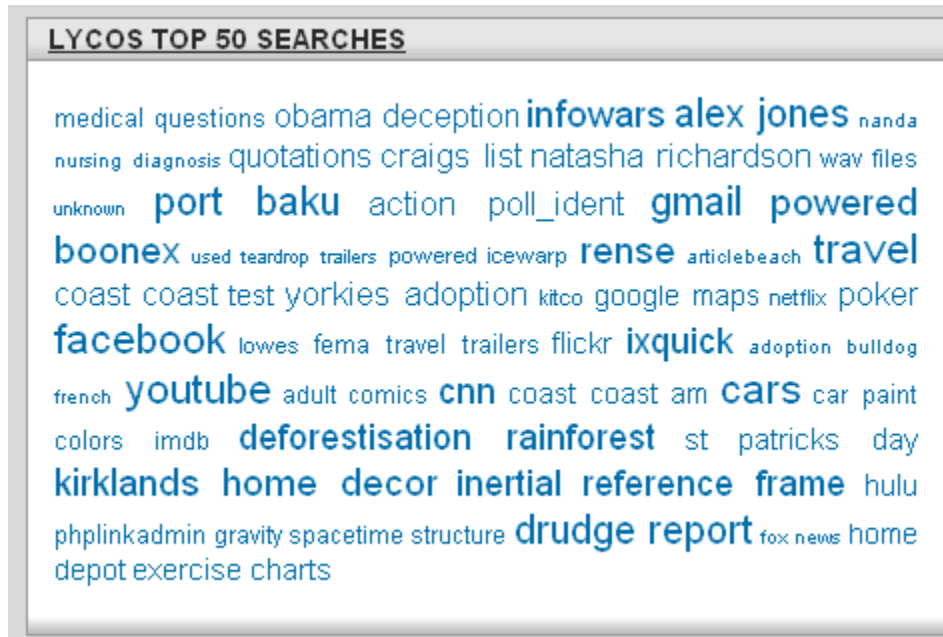 LYCOS TOP 50 SEARCHES
medical questions obama deception infowars alex jones nanda
nursing diagnosis quotations craigs list natasha richardson wav files
unknown port baku action poll_ident gmail powered
boonex used teardrop trailers powered icewarp rense articlebeach travel
coast coast test yorkies adoption kitco google maps netflix poker
facebook lowes fema travel trailers flickr ixquick adoption bulldog
french youtube adult comics cnn coast coast am cars car paint
colors imdb deforestisation rainforest st patricks day
kirklands home decor inertial reference frame hulu
phplinkadmin gravity spacetime structure drudge report fox news home
depot exercise charts